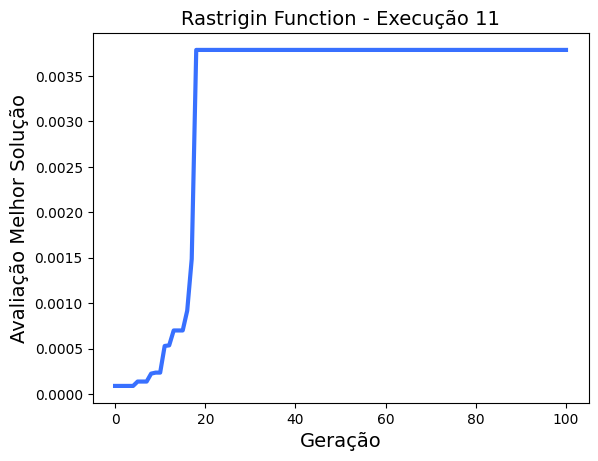 Rastrigin Function - Execução 11
Avaliação Melhor Solução
0.0035
0.0030
0.0025
0.0020
0.0015
0.0010
0.0005
0.0000
0 20 40 60 80 100
Geração